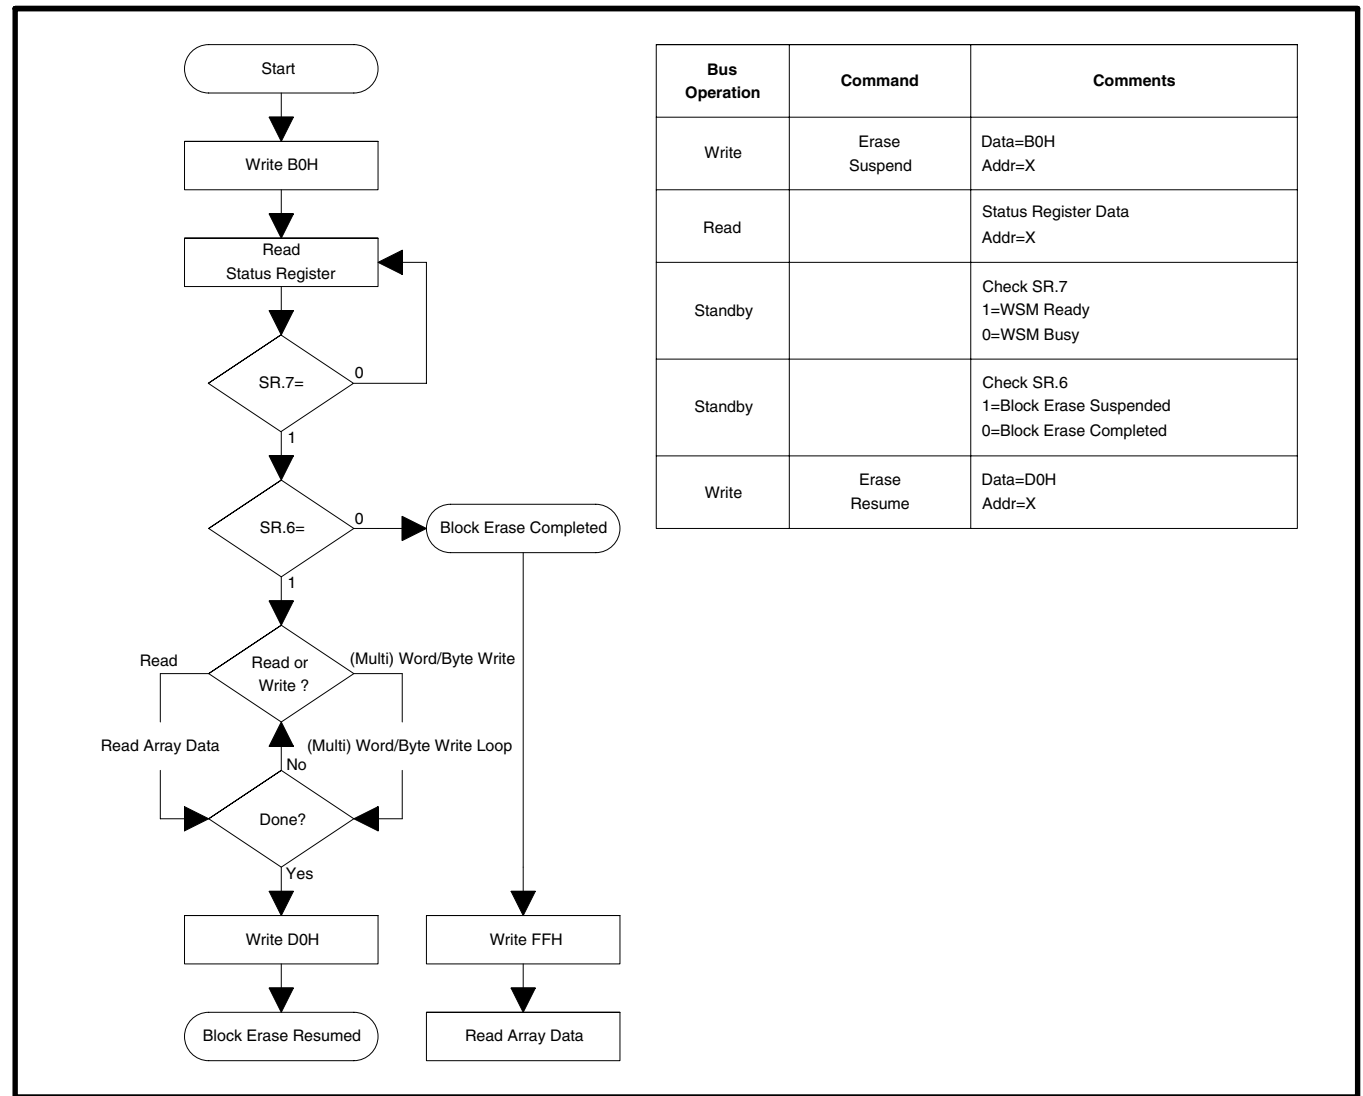 Start
Write B0H
Read
Status Register
SR.7=
0
1
SR.6=
0
Block Erase Completed
1
Read
Read or
Write ?
(Multi) Word/Byte Write
Read Array Data
(Multi) Word/Byte Write Loop
No
Done?
Yes
Write D0H
Write FFH
Block Erase Resumed
Read Array Data
Bus
Operation
Command
Comments
Write
Erase
Suspend
Data=B0H
Addr=X
Read
Status Register Data
Addr=X
Standby
Check SR.7
1=WSM Ready
0=WSM Busy
Standby
Check SR.6
1=Block Erase Suspended
0=Block Erase Completed
Write
Erase
Resume
Data=D0H
Addr=X